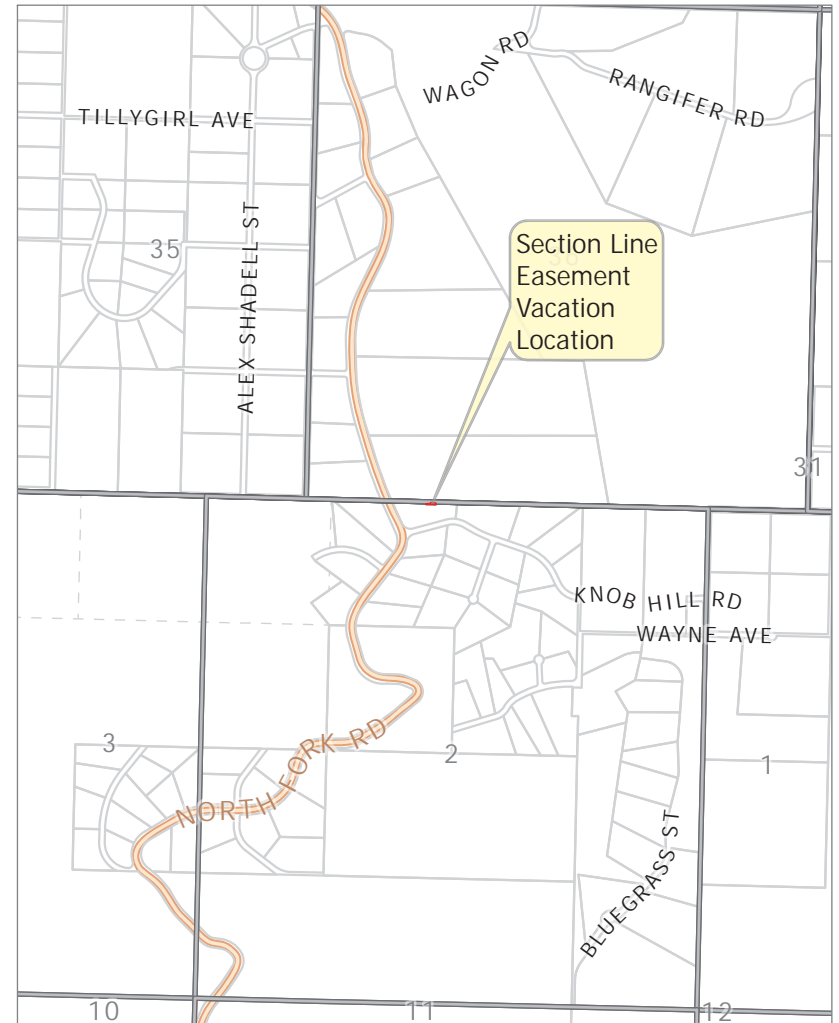 WAGON RD
RANGIFER RD
TILLYGIRL AVE
35
ALEX SHADELL ST
36
Section Line
Easement
Vacation
Location
31
KNOB HILL RD
WAYNE AVE
3
NORTH FORK RD
2
1
BLUEGRASS ST
10
11
12